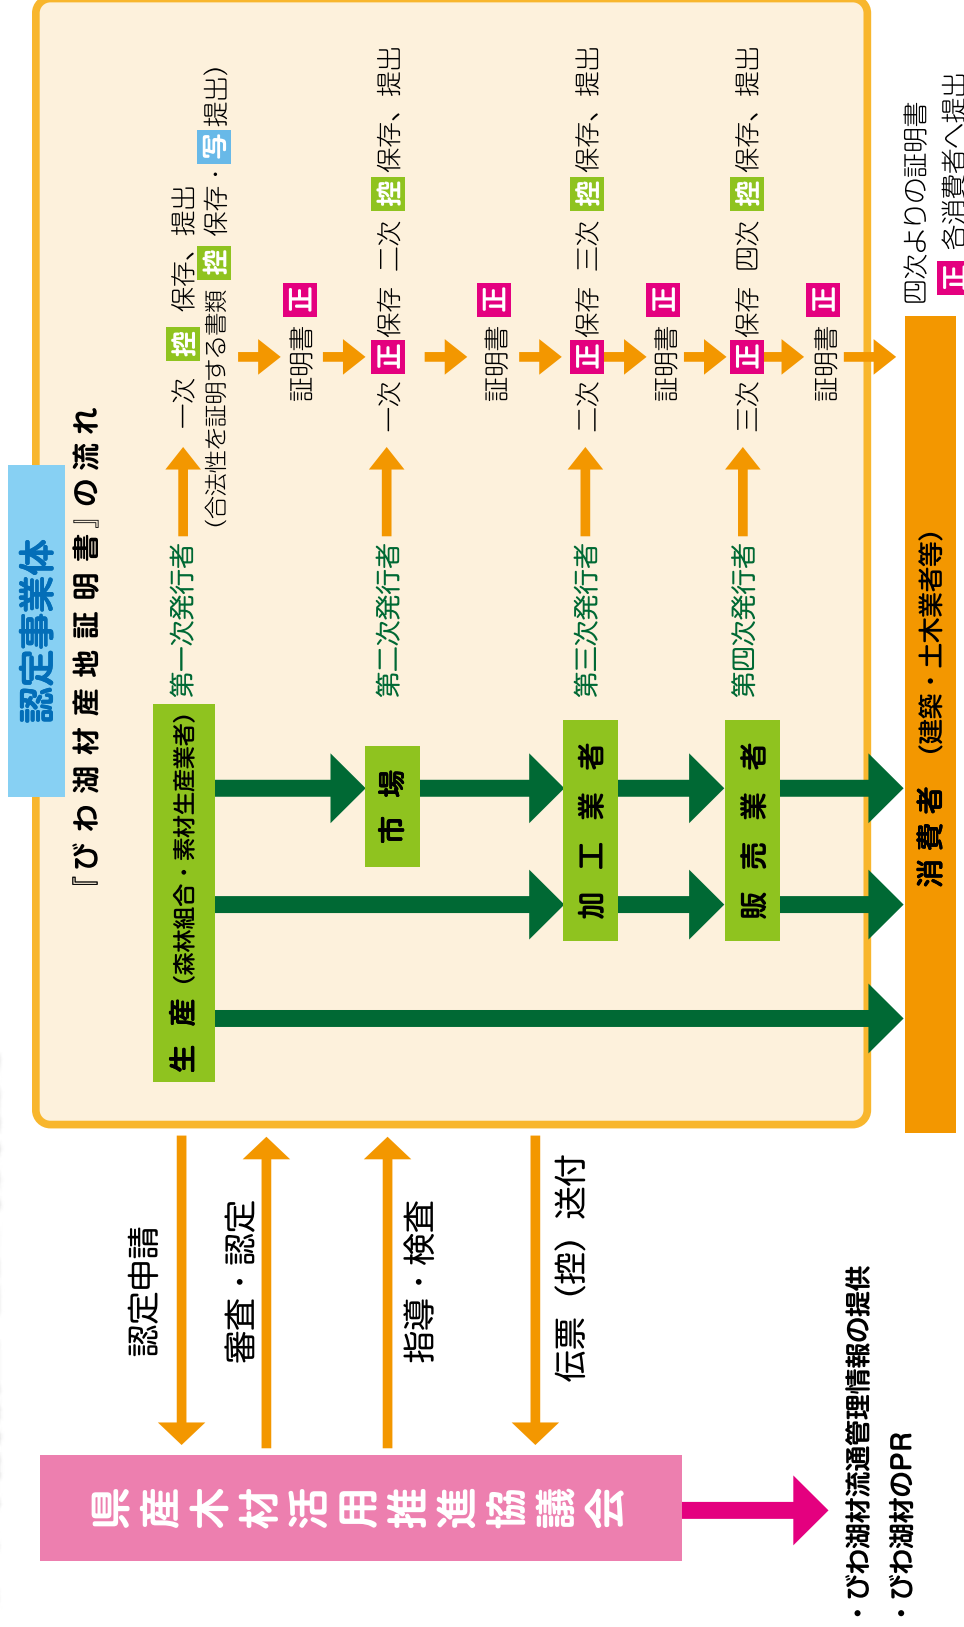 認定事業体
『びわ湖材産地証明書』の流れ
県産木材活用推進協議会
認定申請
審査・認定
指導・検査
伝票（控）送付
・びわ湖材流通管理情報の提供
・びわ湖材のPR
生産（森林組合・素材生産業者）
第一次発行者
一次 控 保存、提出
（合法性を証明する書類 控 保存・写 提出）
証明書 正
市場
第二次発行者
一次 正 保存 二次 控 保存、提出
証明書 正
加工業者
第三次発行者
二次 正 保存 三次 控 保存、提出
証明書 正
販売業者
第四次発行者
三次 正 保存 四次 控 保存、提出
証明書 正
消費者（建築・土木業者等）
四次よりの証明書
正 各消費者へ提出